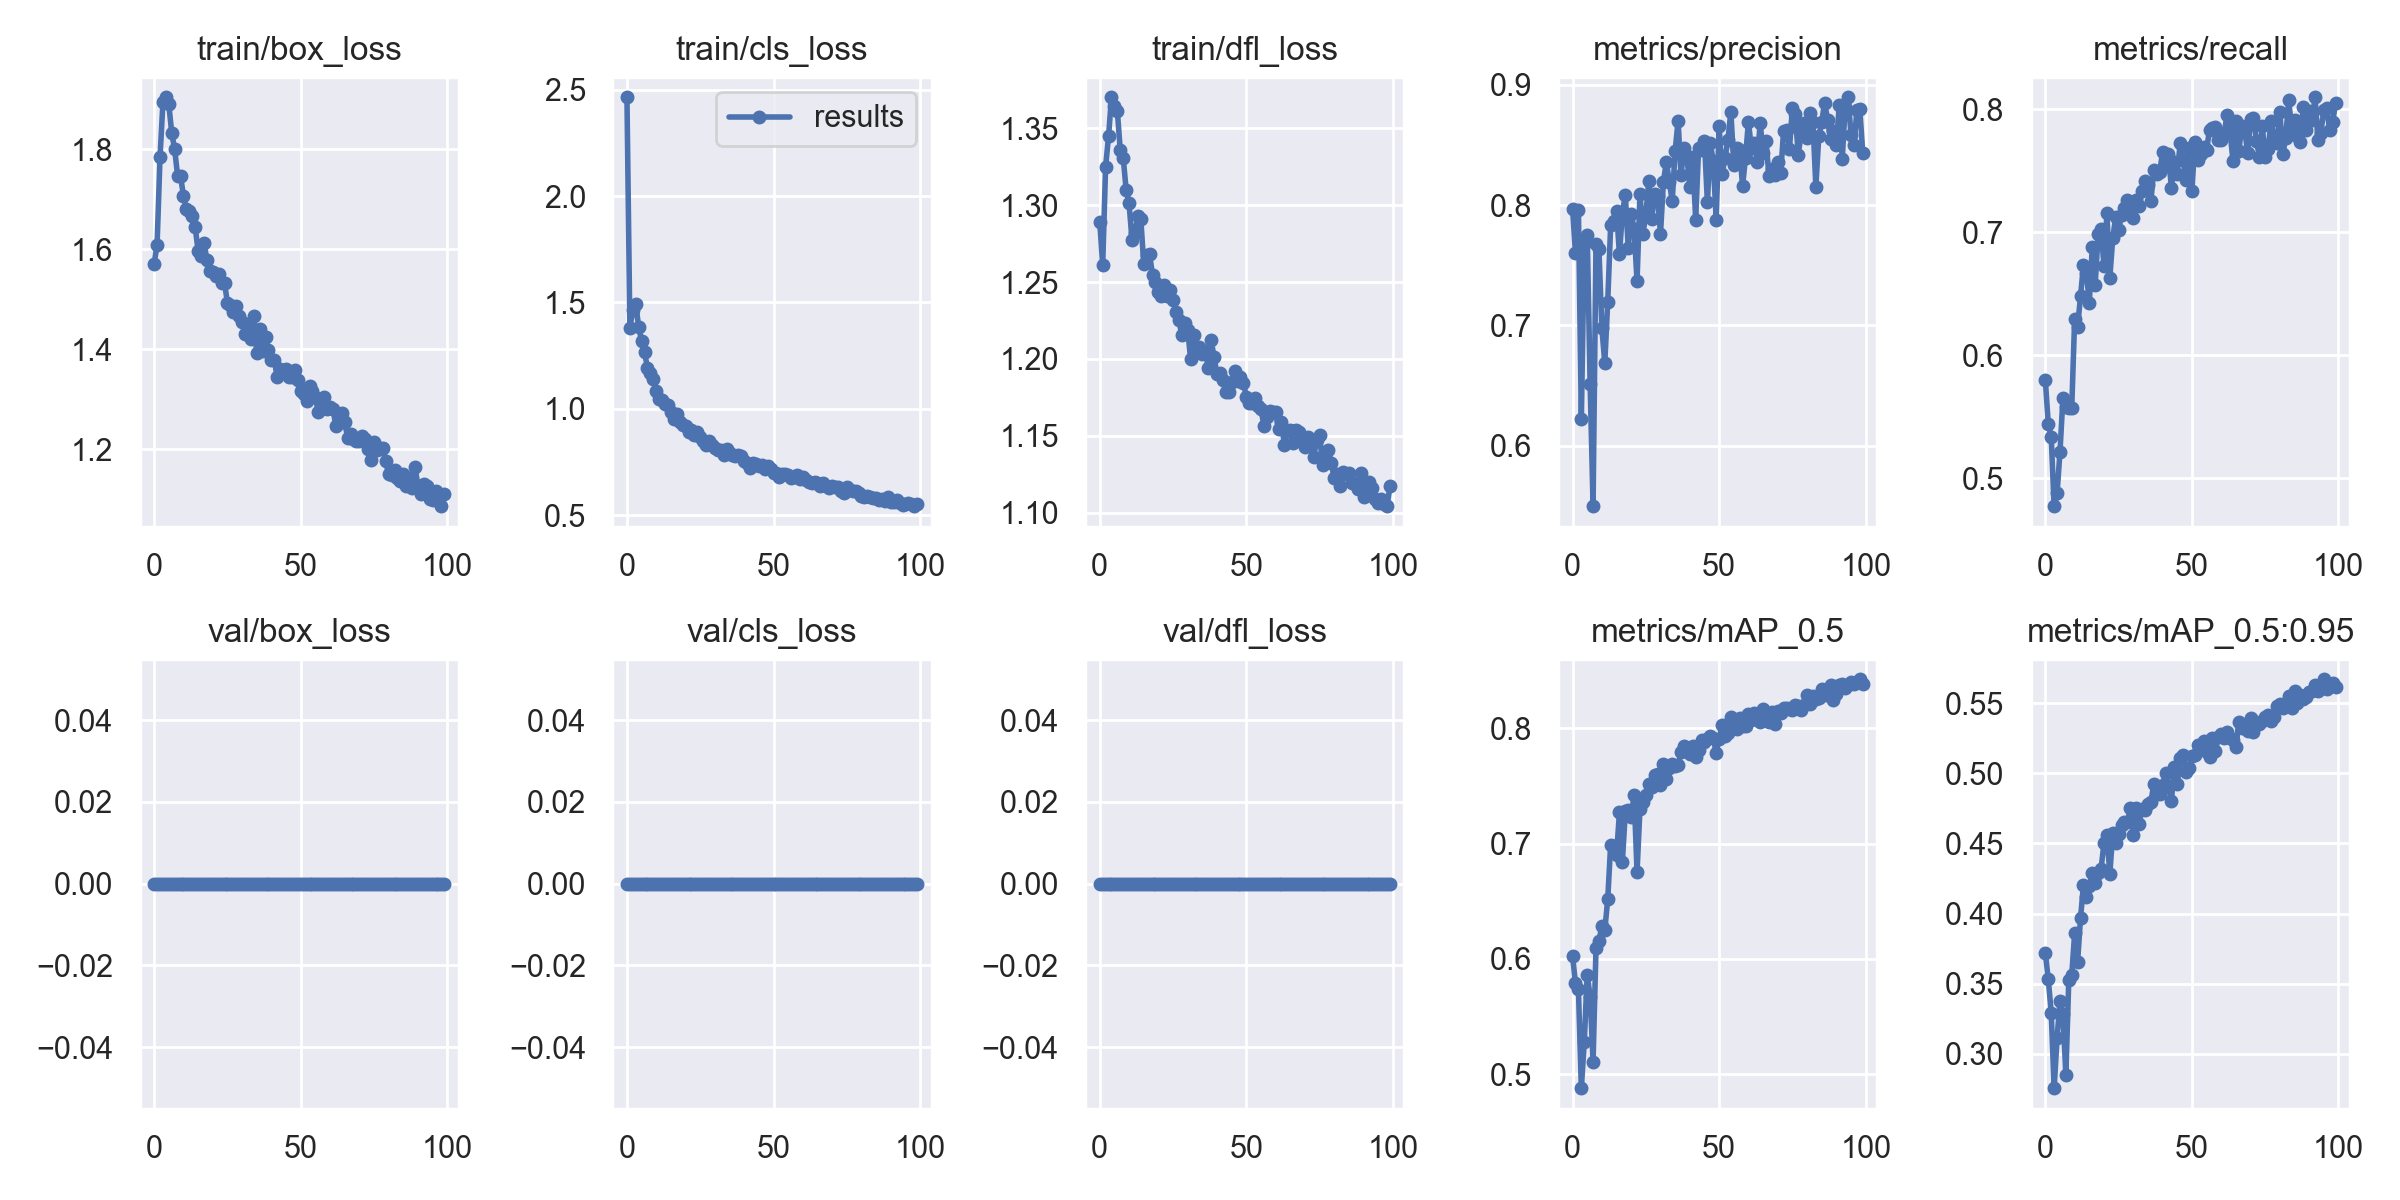 train/box_loss
1.8
1.6
1.4
1.2
0 50 100
train/cls_loss
2.5
2.0
1.5
1.0
0.5
results
0 50 100
train/dfl_loss
1.35
1.30
1.25
1.20
1.15
1.10
0 50 100
metrics/precision
0.9
0.8
0.7
0.6
0 50 100
metrics/recall
0.8
0.7
0.6
0.5
0 50 100
val/box_loss
0.04
0.02
0.00
−0.02
−0.04
0 50 100
val/cls_loss
0.04
0.02
0.00
−0.02
−0.04
0 50 100
val/dfl_loss
0.04
0.02
0.00
−0.02
−0.04
0 50 100
metrics/mAP_0.5
0.8
0.7
0.6
0.5
0 50 100
metrics/mAP_0.5:0.95
0.55
0.50
0.45
0.40
0.35
0.30
0 50 100